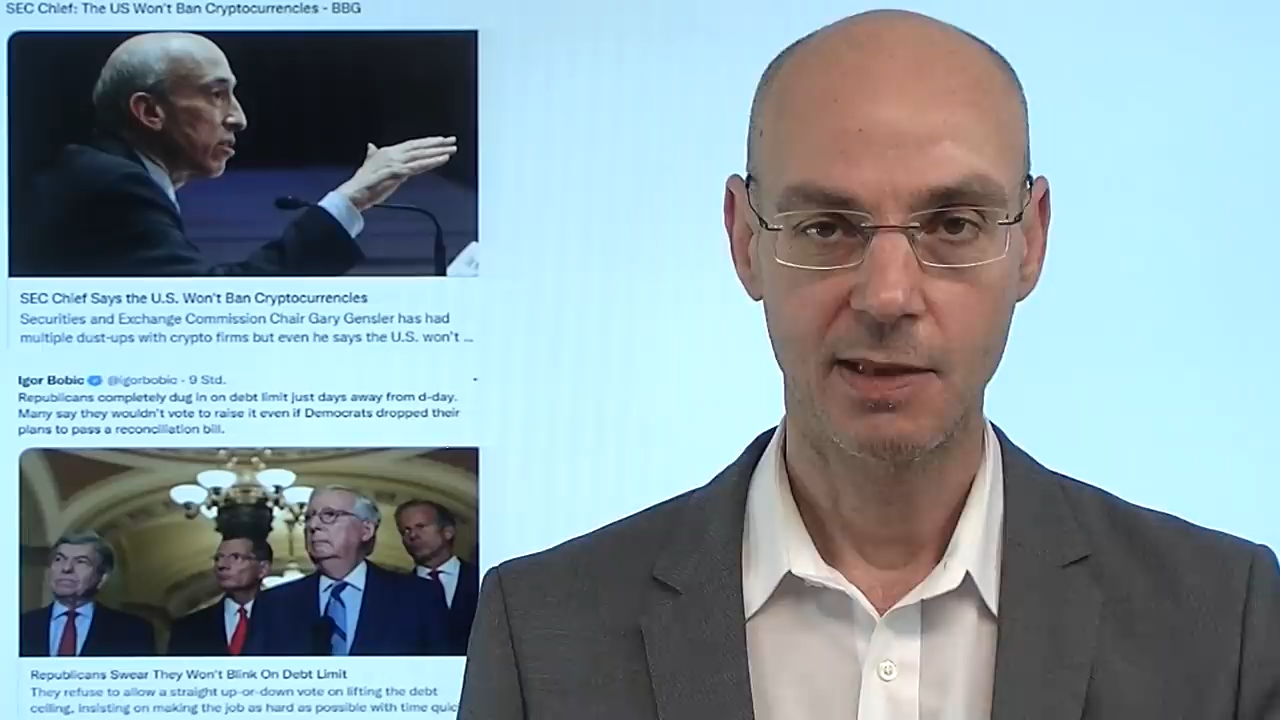 SEC Chief: The US Won't Ban Cryptocurrencies - BBG
SEC Chief Says the U.S. Won't Ban Cryptocurrencies
Securities and Exchange Commission Chair Gary Gensler has had
multiple dust-ups with crypto firms but even he says the U.S. won't ...
Igor Bobic @igorbobic - 9 Std.
Republicans completely dug in on debt limit just days away from d-day.
Many say they wouldn't vote to raise it even if Democrats dropped their
plans to pass a reconciliation bill.
Republicans Swear They Won't Blink On Debt Limit
They refuse to allow a straight up-or-down vote on lifting the debt
ceiling, insisting on making the job as hard as possible with time quic